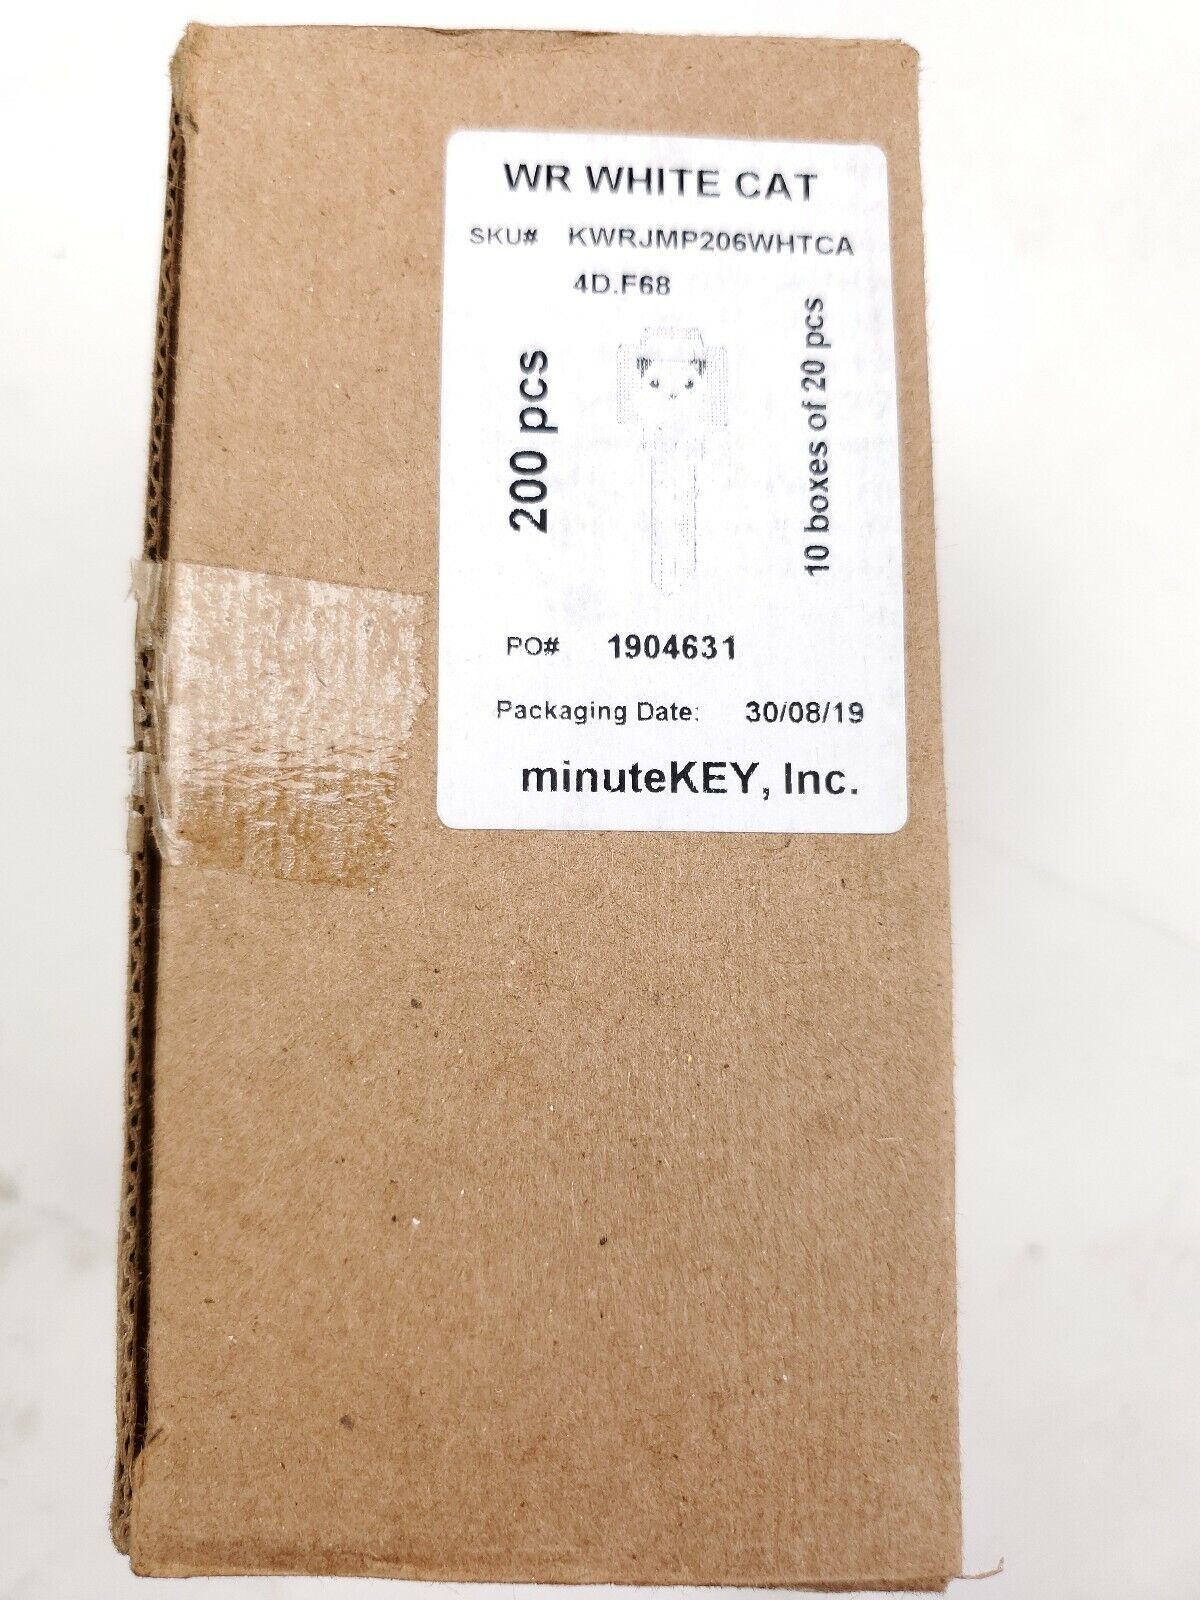 WR WHITE CAT
SKU# KWRJMP206WHTCA
4D.F68
200 pcs
10 boxes of 20 pcs
PO# 1904631
Packaging Date: 30/08/19
minuteKEY, Inc.